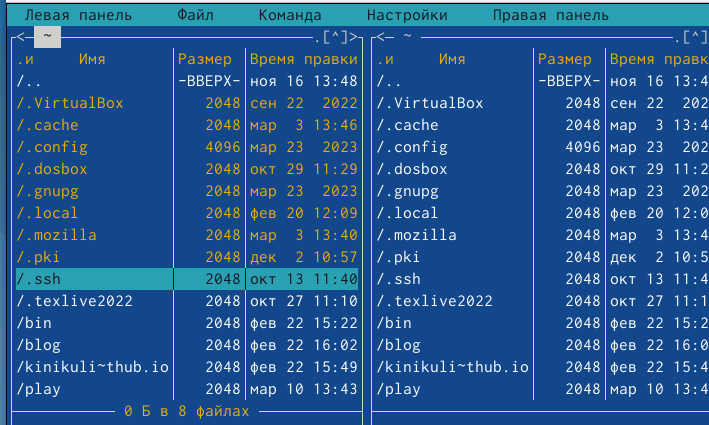 Левая панель Файл Команда Настройки Правая панель
<─ ~ .[^]> <─ ~ .[^]
.и Имя Размер Время правки .и Имя Размер Время правки
/.. -ВВЕРХ- ноя 16 13:48 /.. -ВВЕРХ- ноя 16 13:4
/.VirtualBox 2048 сен 22 2022 /.VirtualBox 2048 сен 22 202
/.cache 2048 мар 3 13:46 /.cache 2048 мар 3 13:4
/.config 4096 мар 23 2023 /.config 4096 мар 23 202
/.dosbox 2048 окт 29 11:29 /.dosbox 2048 окт 29 11:2
/.gnupg 2048 мар 23 2023 /.gnupg 2048 мар 23 202
/.local 2048 фев 20 12:09 /.local 2048 фев 20 12:0
/.mozilla 2048 мар 3 13:40 /.mozilla 2048 мар 3 13:4
/.pki 2048 дек 2 10:57 /.pki 2048 дек 2 10:5
/.ssh 2048 окт 13 11:40 /.ssh 2048 окт 13 11:4
/.texlive2022 2048 окт 27 11:10 /.texlive2022 2048 окт 27 11:1
/bin 2048 фев 22 15:22 /bin 2048 фев 22 15:2
/blog 2048 фев 22 16:02 /blog 2048 фев 22 16:0
/kinikuli~thub.io 2048 фев 22 15:49 /kinikuli~thub.io 2048 фев 22 15:4
/play 2048 мар 10 13:43 /play 2048 мар 10 13:4
0 Б в 8 файлах